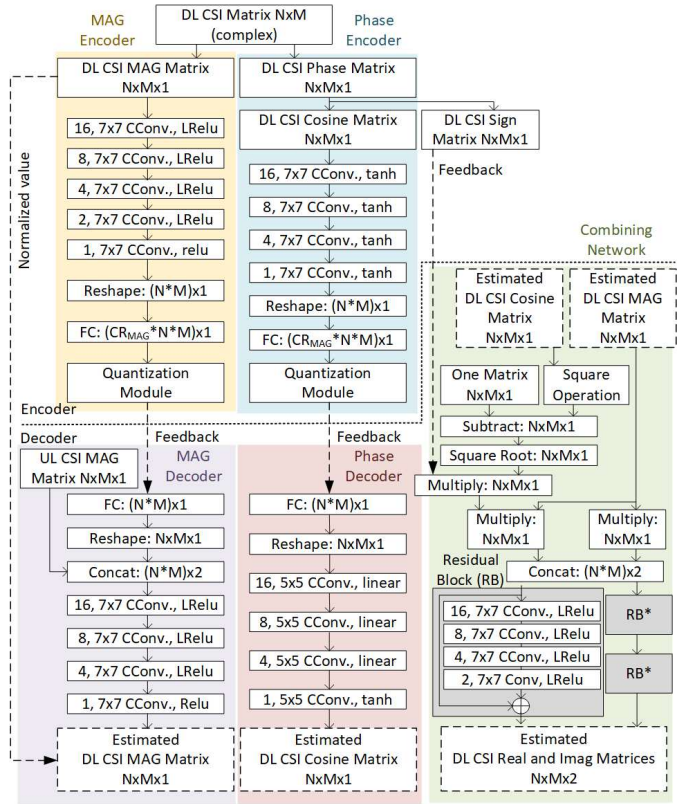 MAG
Encoder
DL CSI Matrix NxM
(complex)
Phase
Encoder
DL CSI MAG Matrix
NxMx1
DL CSI Phase Matrix
NxMx1
Normalized value
16, 7x7 CConv., LRelu
8, 7x7 CConv., LRelu
4, 7x7 CConv., LRelu
2, 7x7 CConv., LRelu
1, 7x7 CConv., relu
Reshape: (N*M)x1
FC: (CRMAG*N*M)x1
Quantization
Module
DL CSI Cosine Matrix
NxMx1
DL CSI Sign
Matrix NxMx1
Feedback
16, 7x7 CConv., tanh
8, 7x7 CConv., tanh
4, 7x7 CConv., tanh
1, 7x7 CConv., tanh
Reshape: (N*M)x1
FC: (CRMAG*N*M)x1
Quantization
Module
Encoder
Decoder
Feedback
Feedback
UL CSI MAG
Matrix NxMx1
MAG
Decoder
FC: (N*M)x1
Reshape: NxMx1
Concat: (N*M)x2
16, 7x7 CConv., LRelu
8, 7x7 CConv., LRelu
4, 7x7 CConv., LRelu
1, 7x7 CConv., Relu
Estimated
DL CSI MAG Matrix
NxMx1
Phase
Decoder
FC: (N*M)x1
Reshape: NxMx1
16, 5x5 CConv., linear
8, 5x5 CConv., linear
4, 5x5 CConv., linear
1, 5x5 CConv., tanh
Estimated
DL CSI Cosine Matrix
NxMx1
Combining
Network
Estimated
DL CSI Cosine
Matrix
NxMx1
Estimated
DL CSI MAG
Matrix
NxMx1
One Matrix
NxMx1
Square
Operation
Subtract: NxMx1
Square Root: NxMx1
Multiply: NxMx1
Multiply:
NxMx1
Multiply:
NxMx1
Residual
Block (RB)
Concat: (N*M)x2
16, 7x7 CConv., LRelu
8, 7x7 CConv., LRelu
4, 7x7 CConv., LRelu
2, 7x7 Conv, LRelu
RB*
RB*
Estimated
DL CSI Real and Imag Matrices
NxMx2